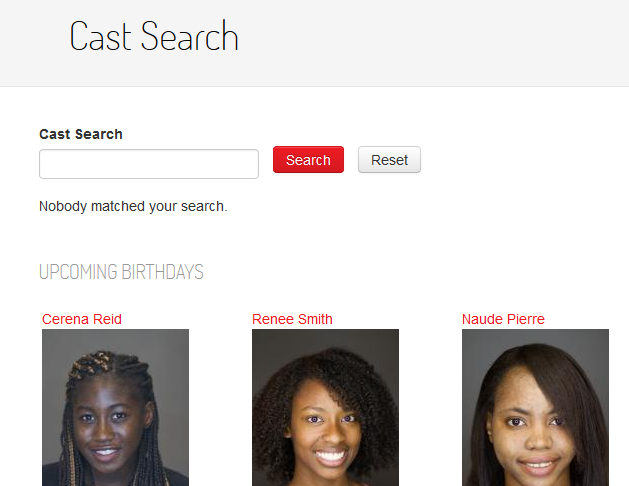 Cast Search
Cast Search
Search Reset
Nobody matched your search.
UPCOMING BIRTHDAYS
Cerena Reid Renee Smith Naude Pierre